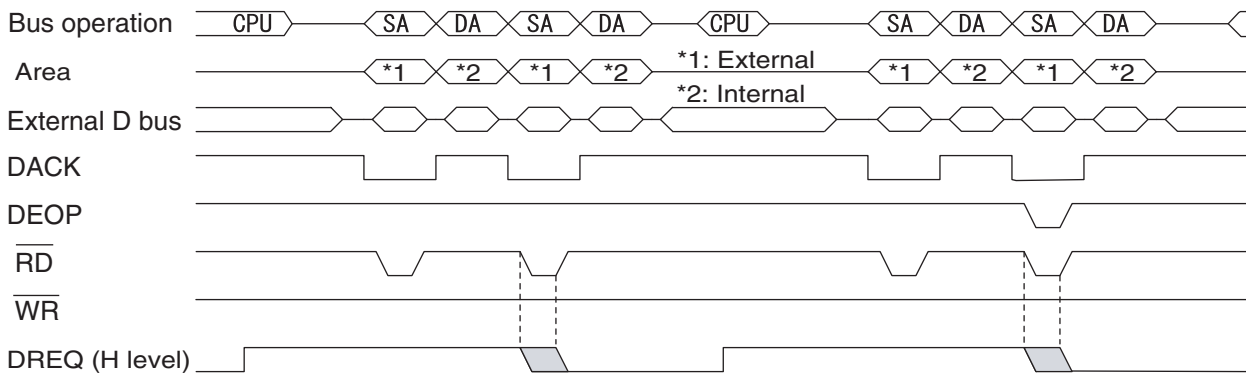 Bus operation CPU SA DA SA DA CPU SA DA SA DA
Area *1 *2 *1 *2 *1: External *1 *2 *1 *2
*2: Internal
External D bus
DACK
DEOP
RD
WR
DREQ (H level)